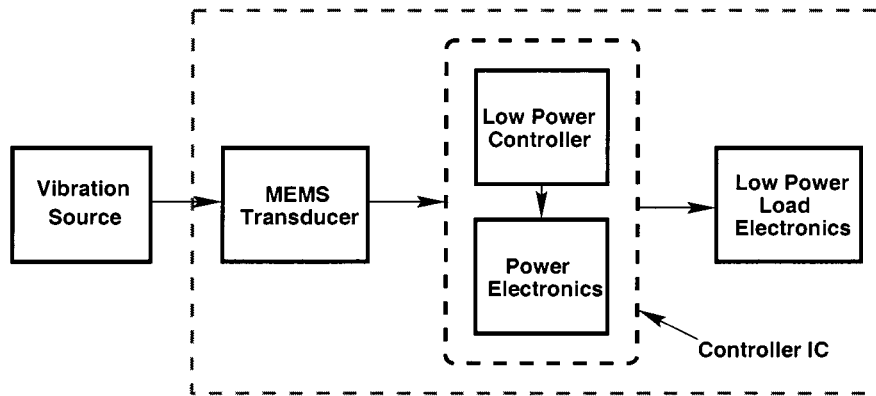 Vibration
Source
MEMS
Transducer
Low Power
Controller
Power
Electronics
Low Power
Load
Electronics
Controller IC